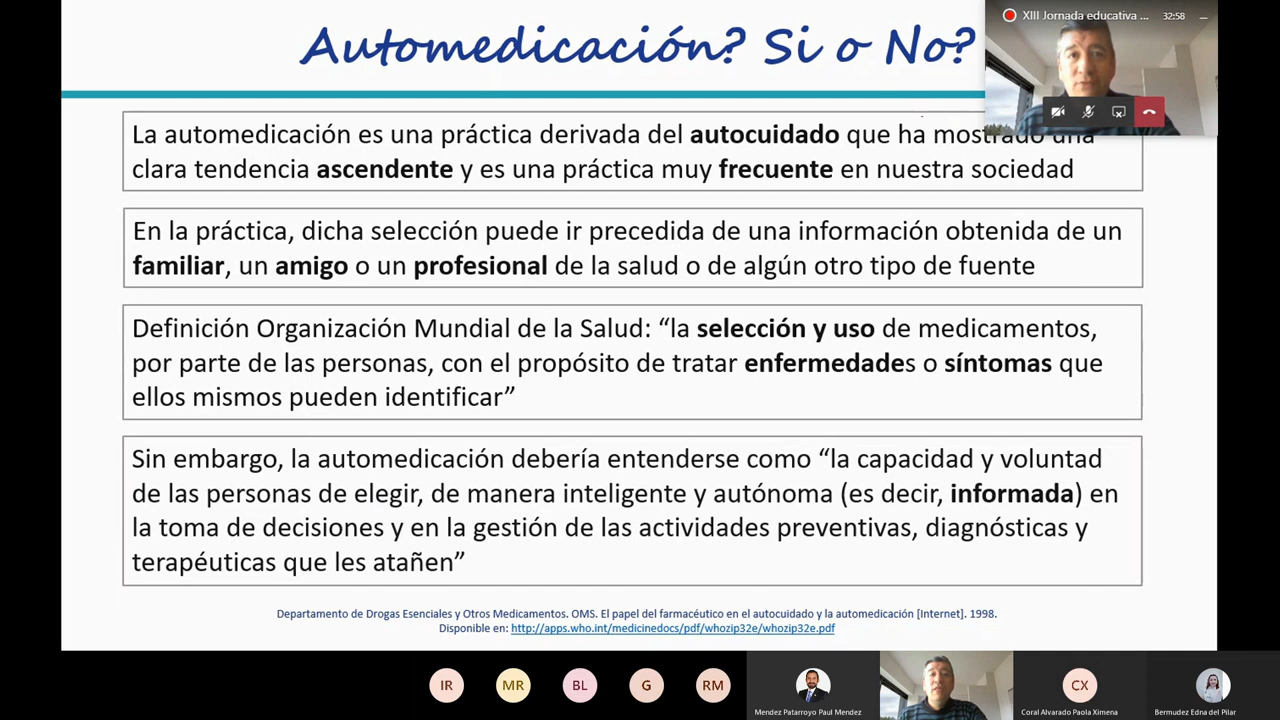 Automedicación? Si o No?
XIII Jornada educativa ...
32:58
La automedicación es una práctica derivada del autocuidado que ha mostrado una
clara tendencia ascendente y es una práctica muy frecuente en nuestra sociedad
En la práctica, dicha selección puede ir precedida de una información obtenida de un
familiar, un amigo o un profesional de la salud o de algún otro tipo de fuente
Definición Organización Mundial de la Salud: “la selección y uso de medicamentos,
por parte de las personas, con el propósito de tratar enfermedades o síntomas que
ellos mismos pueden identificar”
Sin embargo, la automedicación debería entenderse como “la capacidad y voluntad
de las personas de elegir, de manera inteligente y autónoma (es decir, informada) en
la toma de decisiones y en la gestión de las actividades preventivas, diagnósticas y
terapéuticas que les atañen”
Departamento de Drogas Esenciales y Otros Medicamentos. OMS. El papel del farmacéutico en el autocuidado y la automedicación [Internet]. 1998.
Disponible en: http://apps.who.int/medicinedocs/pdf/whozip32e/whozip32e.pdf
IR
MR
BL
G
RM
CX
Mendez Patarroyo Paul Mendez
Coral Alvarado Paola Ximena
Bermudez Edna del Pilar